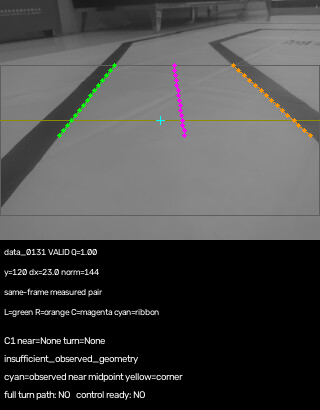 data_0131 VALID Q=1.00
y=120 dx=23.0 norm=144
same-frame measured pair
L=green R=orange C=magenta cyan=ribbon
C1 near=None turn=None
insufficient_observed_geometry
cyan=observed near midpoint yellow=corner
full turn path: NO control ready: NO